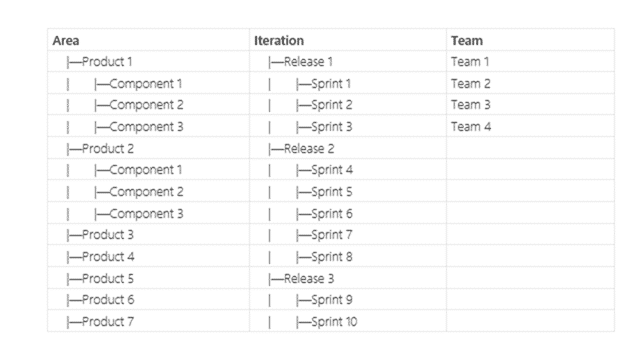 Area Iteration Team
|—Product 1 |—Release 1 Team 1
| |—Component 1 | |—Sprint 1 Team 2
| |—Component 2 | |—Sprint 2 Team 3
| |—Component 3 | |—Sprint 3 Team 4
|—Product 2 |—Release 2
| |—Component 1 | |—Sprint 4
| |—Component 2 | |—Sprint 5
| |—Component 3 | |—Sprint 6
|—Product 3 | |—Sprint 7
|—Product 4 | |—Sprint 8
|—Product 5 |—Release 3
|—Product 6 | |—Sprint 9
|—Product 7 | |—Sprint 10